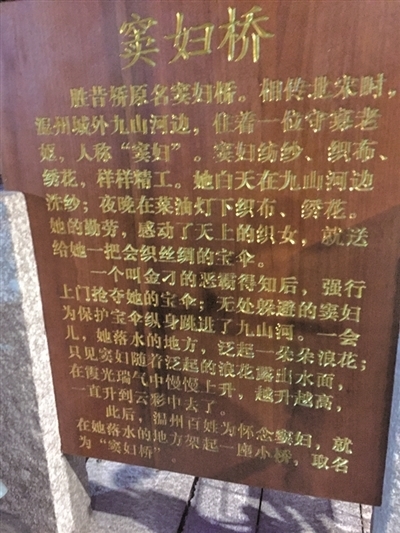 窦妇桥
胜昔桥原名窦妇桥。相传北宋时,
温州城外九山河边,住着一位守寡老
妪,人称“窦妇”。窦妇纺纱、织布、
绣花,样样精工。她白天在九山河边
洗纱;夜晚在菜油灯下织布、绣花。
她的勤劳,感动了天上的织女,就送
给她一把会织丝绸的宝伞。
一个叫金刁的恶霸得知后,强行
上门抢夺她的宝伞;无处躲避的窦妇
为保护宝伞纵身跳进了九山河。一会
儿,她落水的地方,泛起一朵朵浪花;
只见窦妇随着泛起的浪花露出水面,
在霞光瑞气中慢慢上升,越升越高,
一直升到云彩中去了。
此后,温州百姓为怀念窦妇,就
在她落水的地方架起一座小桥,取名
为“窦妇桥”